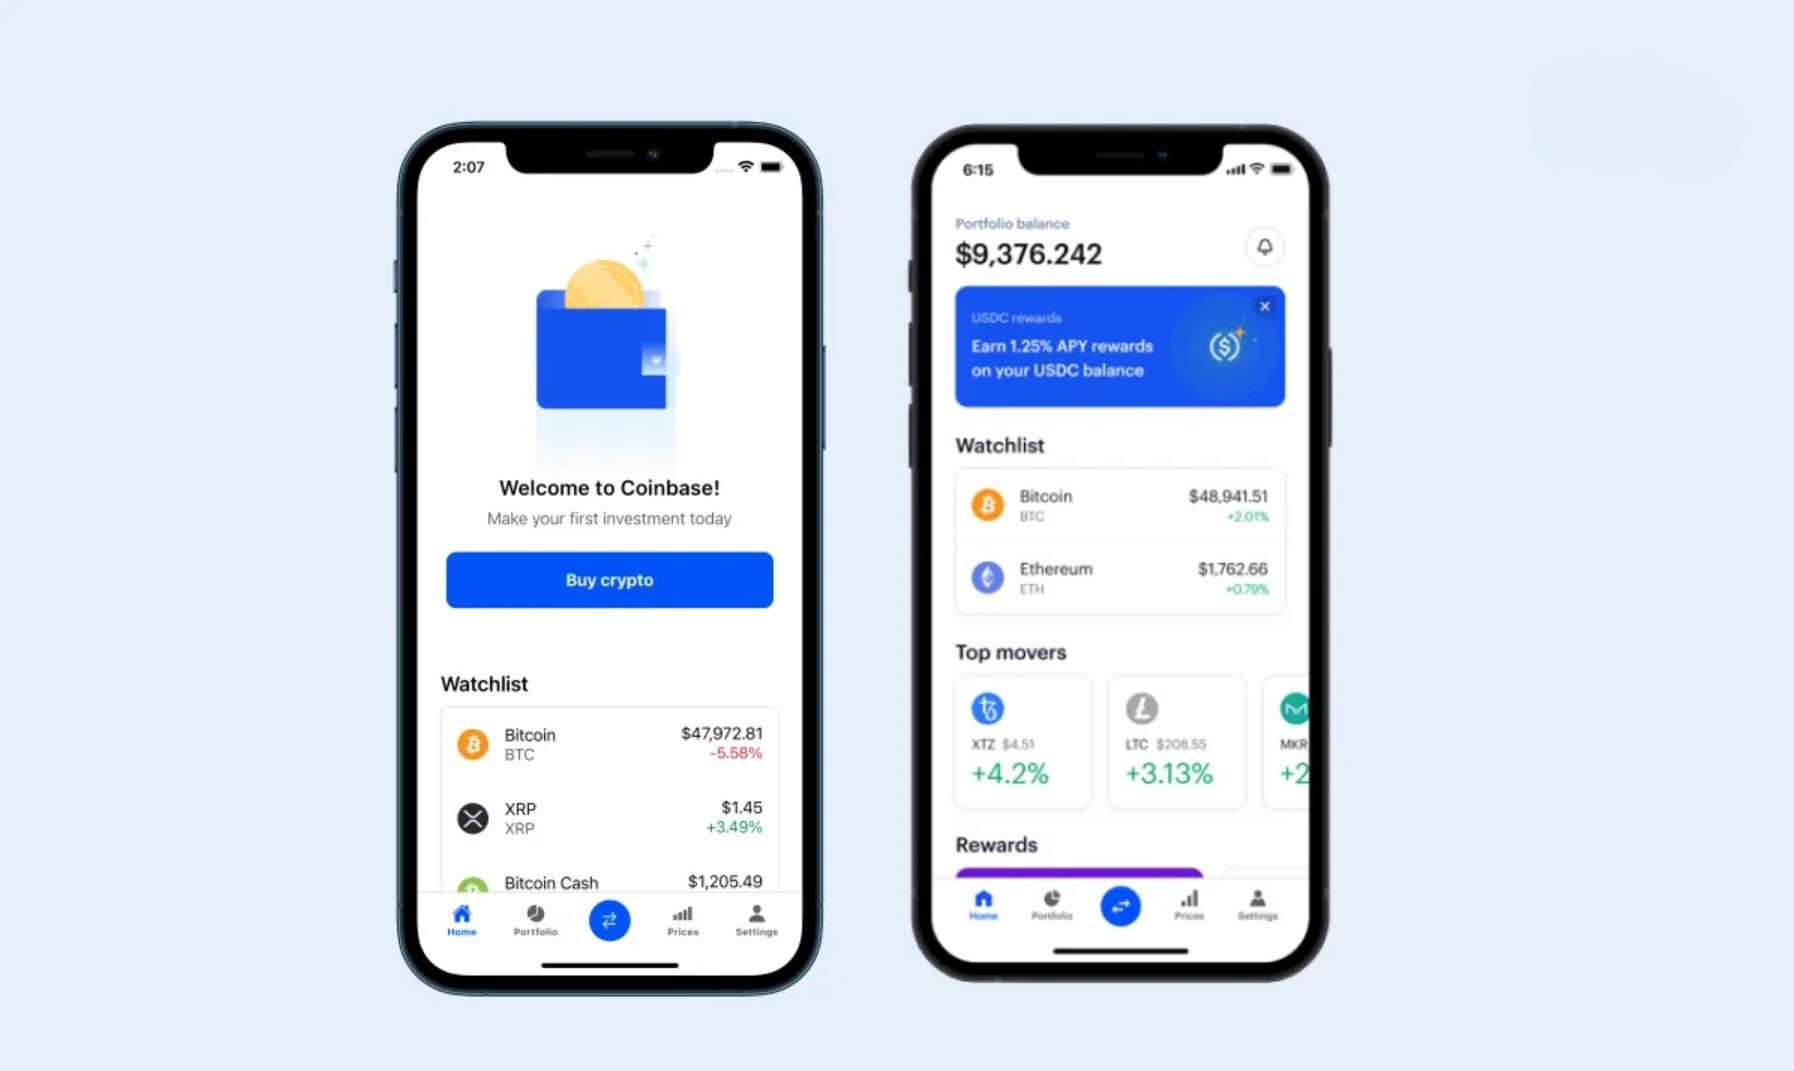 2:07
Welcome to Coinbase!
Make your first investment today
Buy crypto
Watchlist
Bitcoin $47,972.81
BTC -5.58%
XRP $1.45
XRP +3.49%
Bitcoin Cash $1,205.49
Home Portfolio Prices Settings
6:15
Portfolio balance
$9,376.242
USDC rewards
Earn 1.25% APY rewards
on your USDC balance
Watchlist
Bitcoin $48,941.51
BTC +2.01%
Ethereum $1,762.66
ETH +0.79%
Top movers
XTZ $4.51 LTC $208.55 MKR
+4.2% +3.13% +2
Rewards
Home Portfolio Prices Settings